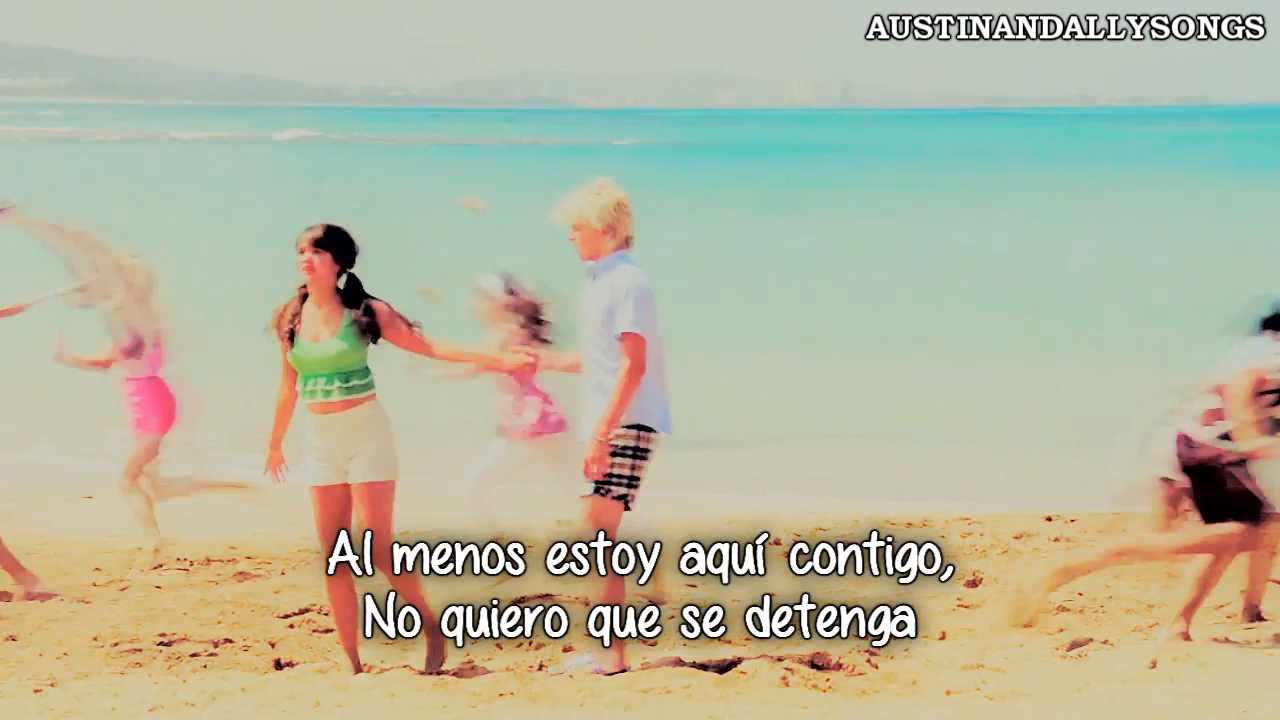 AUSTINANDALLYSONGS
Al menos estoy aquí contigo,
No quiero que se detenga